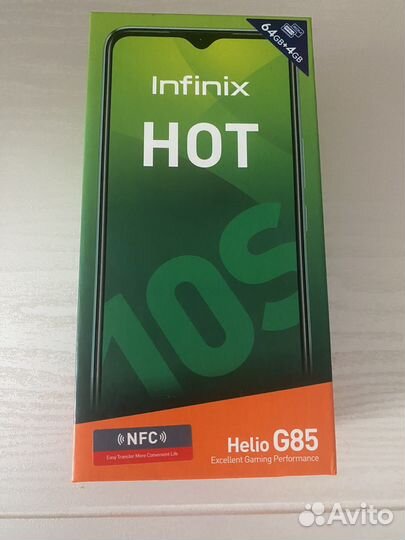 64GB+4GB
Infinix
HOT
10S
NFC
Easy Transfer More Convenient Life
Helio G85
Excellent Gaming Performance
Avito